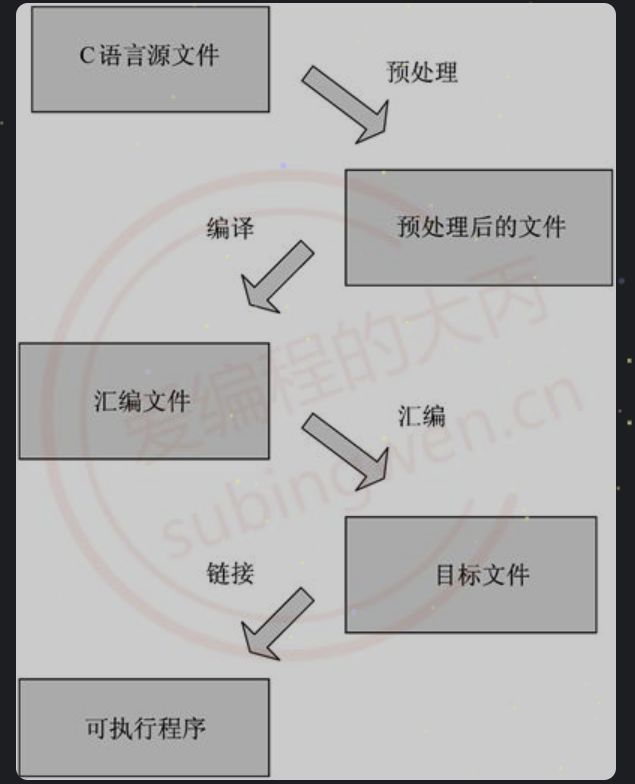 C语言源文件
预处理
预处理后的文件
编译
汇编文件
汇编
目标文件
链接
可执行程序
爱编程的大丙
subingwen.cn